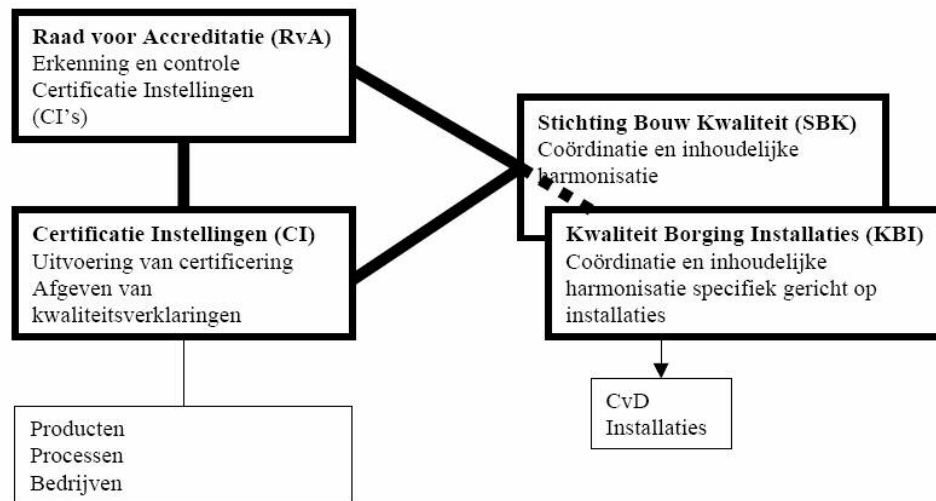 Raad voor Accreditatie (RvA)
Erkenning en controle
Certificatie Instellingen
(CI's)
Stichting Bouw Kwaliteit (SBK)
Coördinatie en inhoudelijke
harmonisatie
Certificatie Instellingen (CI)
Uitvoering van certificering
Afgeven van
kwaliteitsverklaringen
Kwaliteit Borging Installaties (KBI)
Coördinatie en inhoudelijke
harmonisatie specifiek gericht op
installaties
Producten
Processen
Bedrijven
CvD
Installaties